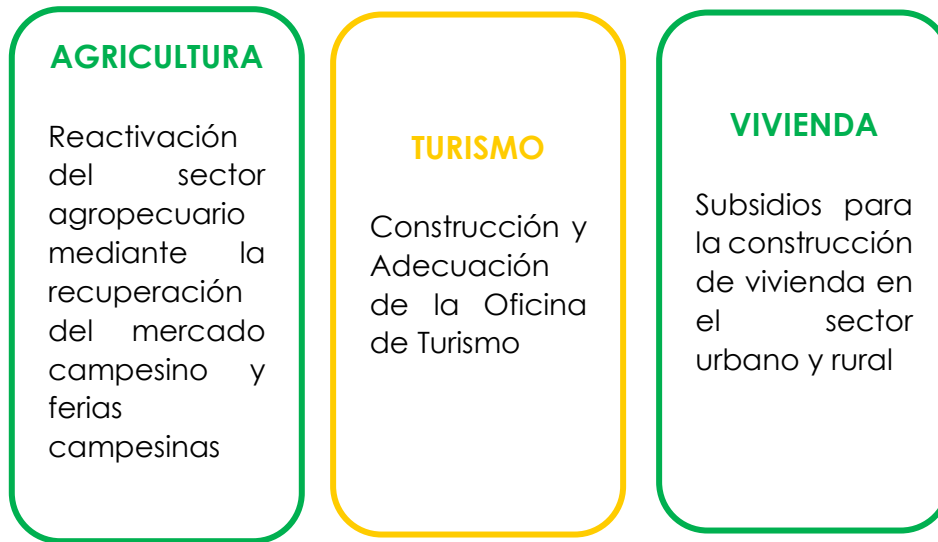 AGRICULTURA
Reactivación
del sector
agropecuario
mediante la
recuperación
del mercado
campesino y
ferias
campesinas
TURISMO
Construcción y
Adecuación
de la Oficina
de Turismo
VIVIENDA
Subsidios para
la construcción
de vivienda en
el sector
urbano y rural